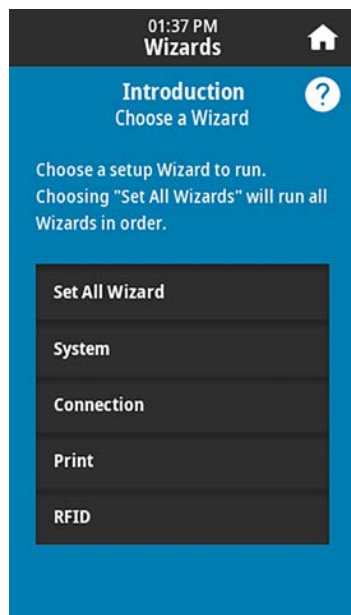 01:37 PM
Wizards
Introduction
?
Choose a Wizard
Choose a setup Wizard to run.
Choosing "Set All Wizards" will run all
Wizards in order.
Set All Wizard
System
Connection
Print
RFID